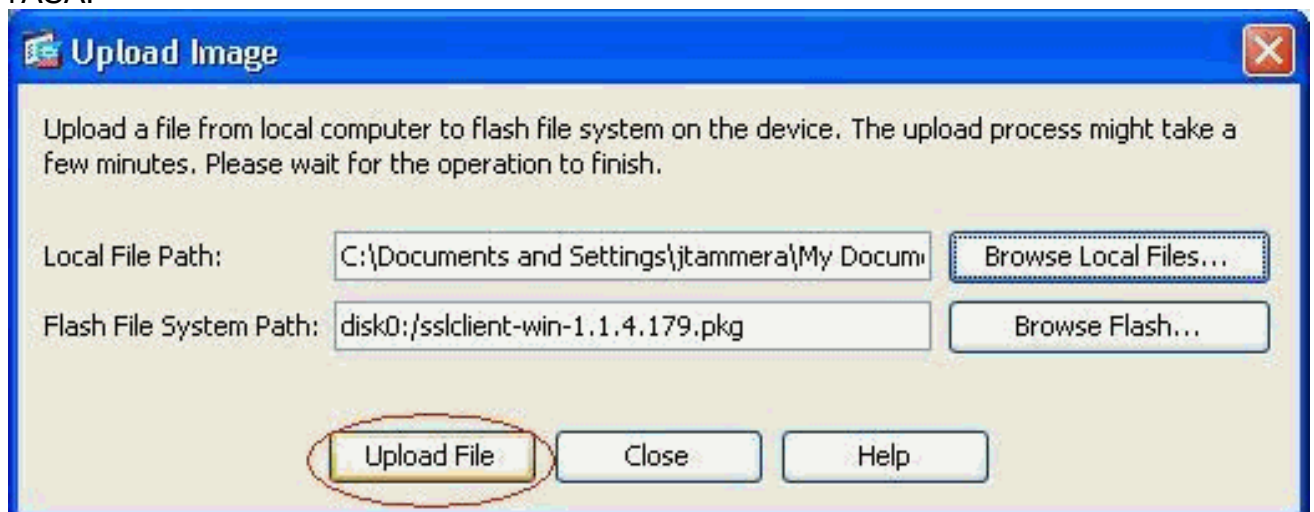 Upload Image
Upload a file from local computer to flash file system on the device. The upload process might take a
few minutes. Please wait for the operation to finish.
Local File Path: C:\Documents and Settings\jtammera\My Docum Browse Local Files...
Flash File System Path: disk0:/sslclient-win-1.1.4.179.pkg Browse Flash...
Upload File Close Help